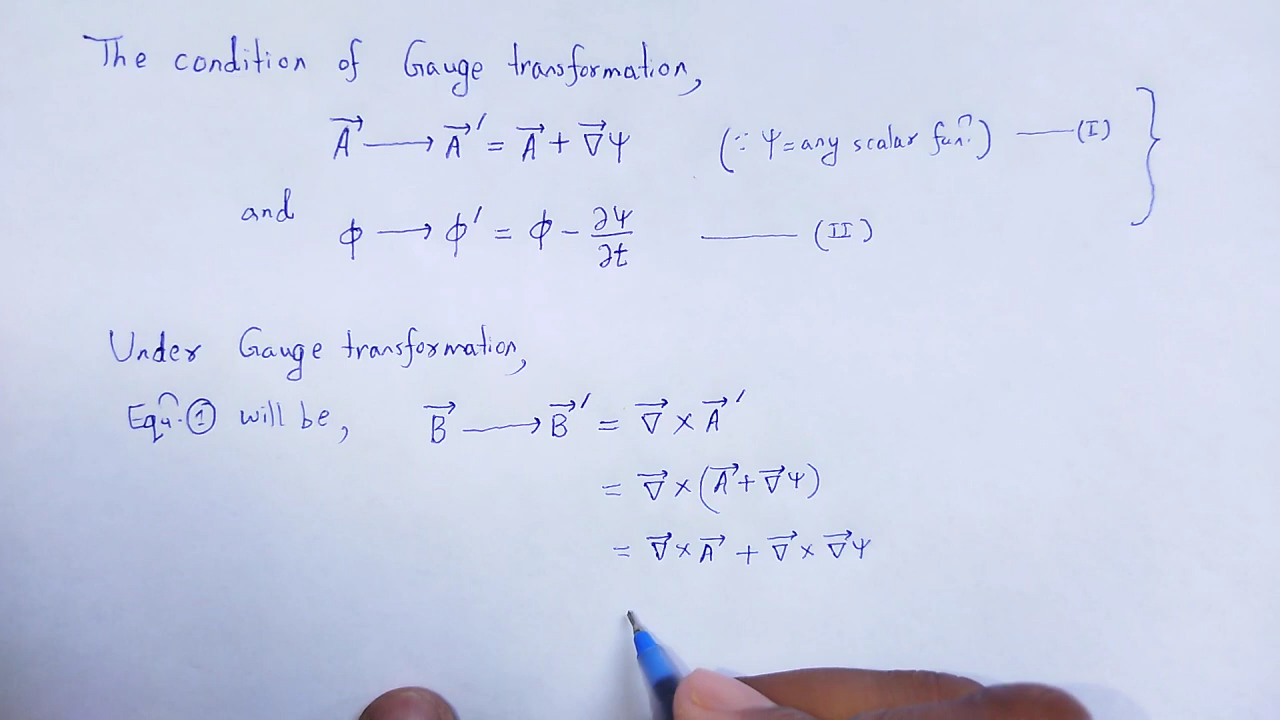 The condition of Gauge transformation,
A⃗ ⟶ A⃗′ = A⃗ + ∇⃗ψ (∵ ψ = any scalar funⁿ.) —— (I)
and ϕ ⟶ ϕ′ = ϕ - ∂ψ/∂t —— (II)
Under Gauge transformation,
Equⁿ. ① will be, B⃗ ⟶ B⃗′ = ∇⃗ × A⃗′
= ∇⃗ × (A⃗ + ∇⃗ψ)
= ∇⃗ × A⃗ + ∇⃗ × ∇⃗ψ